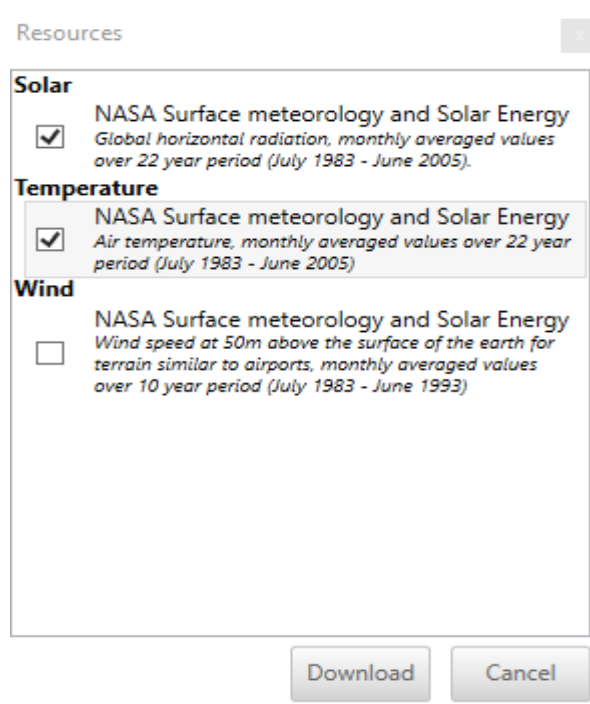 Resources
x
Solar
NASA Surface meteorology and Solar Energy
Global horizontal radiation, monthly averaged values
over 22 year period (July 1983 - June 2005).
Temperature
NASA Surface meteorology and Solar Energy
Air temperature, monthly averaged values over 22 year
period (July 1983 - June 2005)
Wind
NASA Surface meteorology and Solar Energy
Wind speed at 50m above the surface of the earth for
terrain similar to airports, monthly averaged values
over 10 year period (July 1983 - June 1993)
Download Cancel